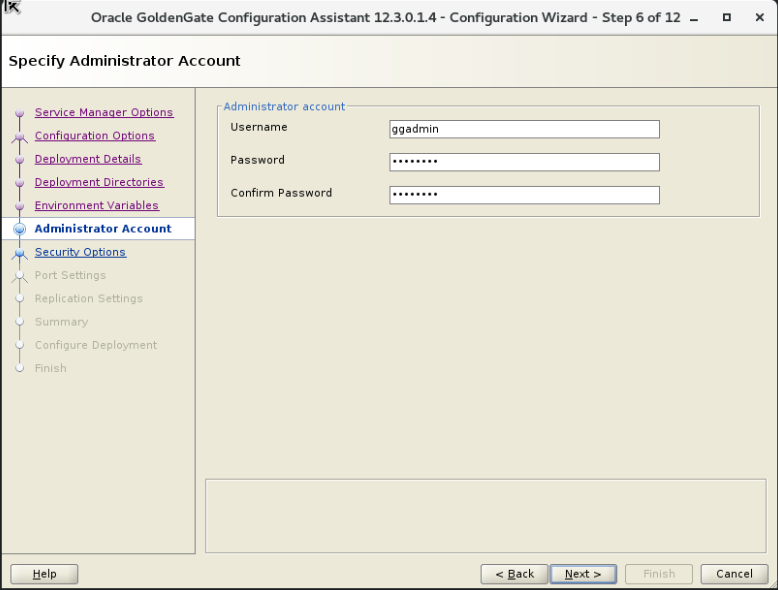 Oracle GoldenGate Configuration Assistant 12.3.0.1.4 - Configuration Wizard - Step 6 of 12
Specify Administrator Account
Service Manager Options
Configuration Options
Deployment Details
Deployment Directories
Environment Variables
Administrator Account
Security Options
Port Settings
Replication Settings
Summary
Configure Deployment
Finish
Administrator account
Username
ggadmin
Password
••••••••
Confirm Password
••••••••
Help
< Back
Next >
Finish
Cancel